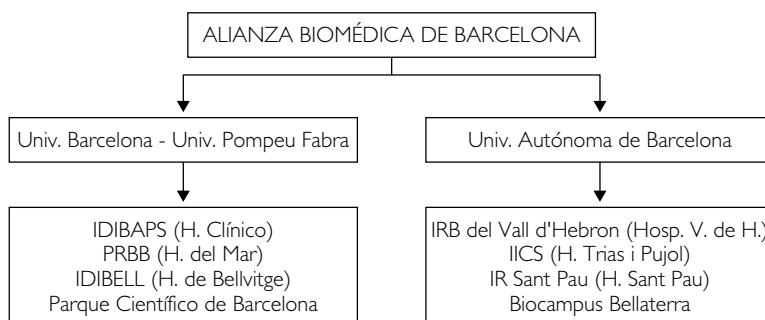 ALIANZA BIOMÉDICA DE BARCELONA
Univ. Barcelona - Univ. Pompeu Fabra
Univ. Autónoma de Barcelona
IDIBAPS (H. Clínico)
PRBB (H. del Mar)
IDIBELL (H. de Bellvitge)
Parque Científico de Barcelona
IRB del Vall d'Hebron (Hosp. V. de H.)
IICS (H. Trias i Pujol)
IR Sant Pau (H. Sant Pau)
Biocampus Bellaterra